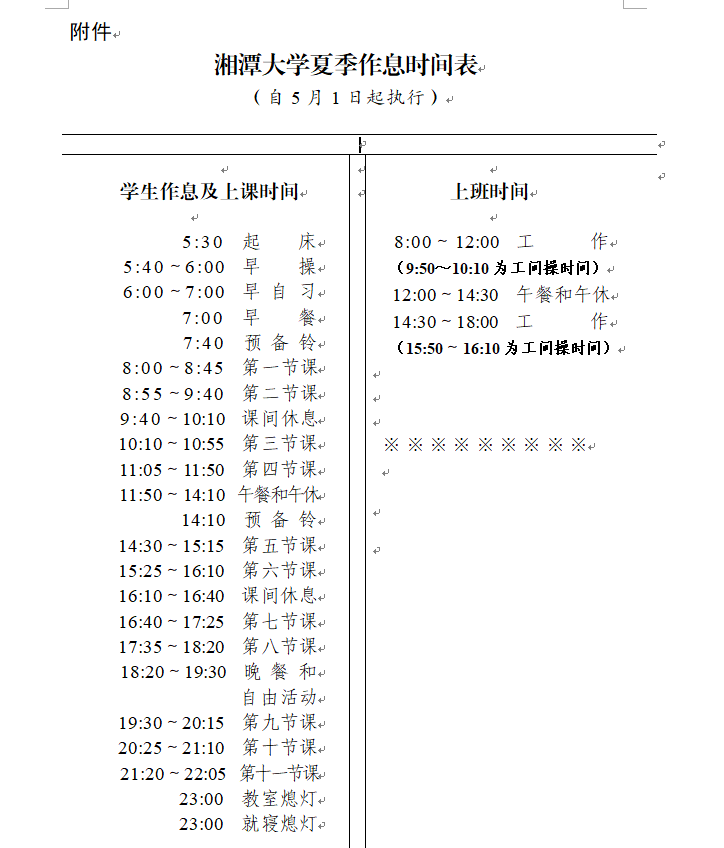 附件
湘潭大学夏季作息时间表
（自 5 月 1 日起执行）
学生作息及上课时间
5:30 起 床
5:40 ~ 6:00 早 操
6:00 ~ 7:00 早 自 习
7:00 早 餐
7:40 预 备 铃
8:00 ~ 8:45 第一节课
8:55 ~ 9:40 第二节课
9:40 ~ 10:10 课间休息
10:10 ~ 10:55 第三节课
11:05 ~ 11:50 第四节课
11:50 ~ 14:10 午餐和午休
14:10 预 备 铃
14:30 ~ 15:15 第五节课
15:25 ~ 16:10 第六节课
16:10 ~ 16:40 课间休息
16:40 ~ 17:25 第七节课
17:35 ~ 18:20 第八节课
18:20 ~ 19:30 晚 餐 和
自由活动
19:30 ~ 20:15 第九节课
20:25 ~ 21:10 第十节课
21:20 ~ 22:05 第十一节课
23:00 教室熄灯
23:00 就寝熄灯
上班时间
8:00 ~ 12:00 工 作
（9:50～10:10 为工间操时间）
12:00 ~ 14:30 午餐和午休
14:30 ~ 18:00 工 作
（15:50 ~ 16:10 为工间操时间）
※ ※ ※ ※ ※ ※ ※ ※ ※